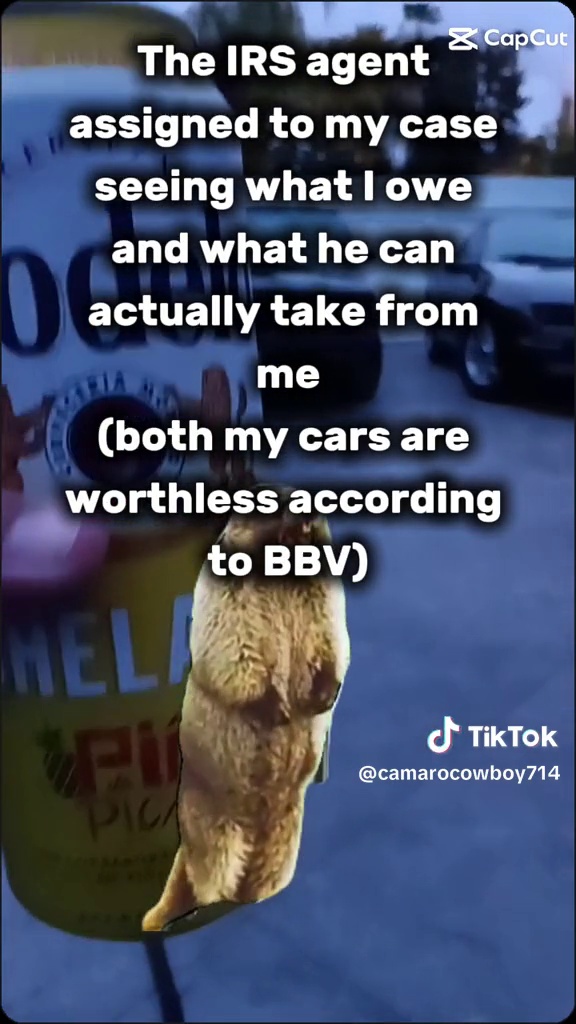 CapCut
The IRS agent
assigned to my case
seeing what I owe
and what he can
actually take from
me
(both my cars are
worthless according
to BBV)
TikTok
@camarocowboy714